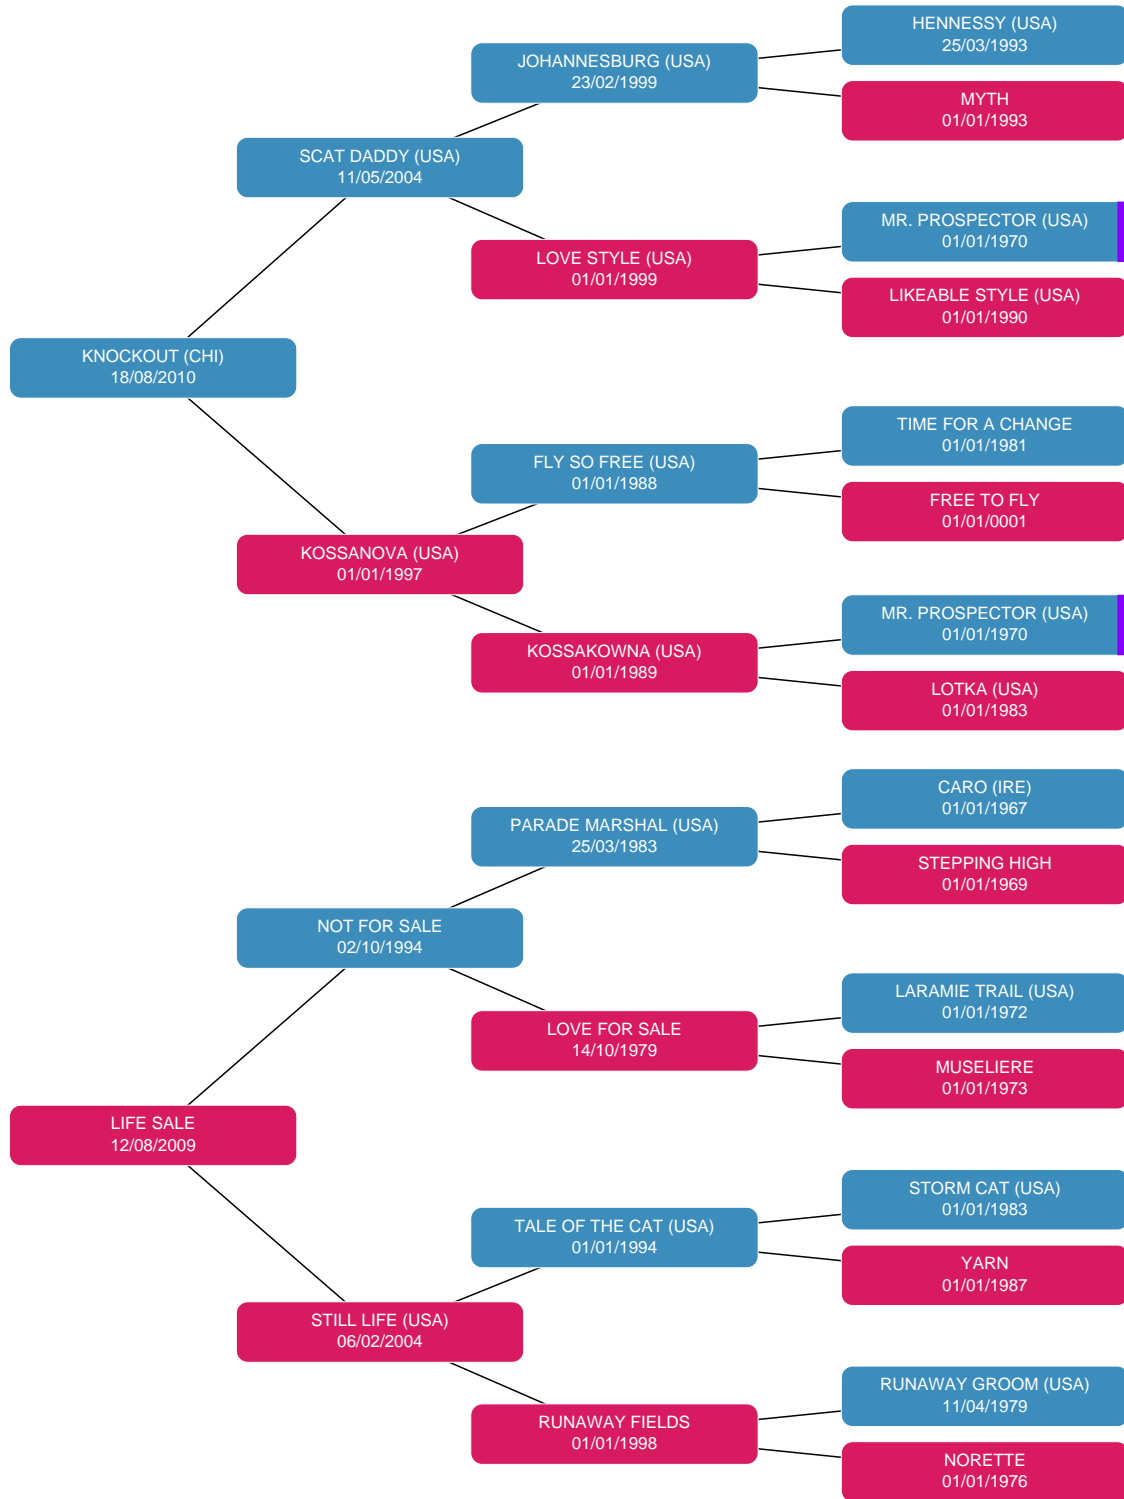 HENNESSY (USA)
25/03/1993
JOHANNESBURG (USA)
23/02/1999
MYTH
01/01/1993
SCAT DADDY (USA)
11/05/2004
MR. PROSPECTOR (USA)
01/01/1970
LOVE STYLE (USA)
01/01/1999
LIKEABLE STYLE (USA)
01/01/1990
KNOCKOUT (CHI)
18/08/2010
TIME FOR A CHANGE
01/01/1981
FLY SO FREE (USA)
01/01/1988
FREE TO FLY
01/01/0001
KOSSANOVA (USA)
01/01/1997
MR. PROSPECTOR (USA)
01/01/1970
KOSSAKOWNA (USA)
01/01/1989
LOTKA (USA)
01/01/1983
CARO (IRE)
01/01/1967
PARADE MARSHAL (USA)
25/03/1983
STEPPING HIGH
01/01/1969
NOT FOR SALE
02/10/1994
LARAMIE TRAIL (USA)
01/01/1972
LOVE FOR SALE
14/10/1979
MUSELIERE
01/01/1973
LIFE SALE
12/08/2009
STORM CAT (USA)
01/01/1983
TALE OF THE CAT (USA)
01/01/1994
YARN
01/01/1987
STILL LIFE (USA)
06/02/2004
RUNAWAY GROOM (USA)
11/04/1979
RUNAWAY FIELDS
01/01/1998
NORETTE
01/01/1976